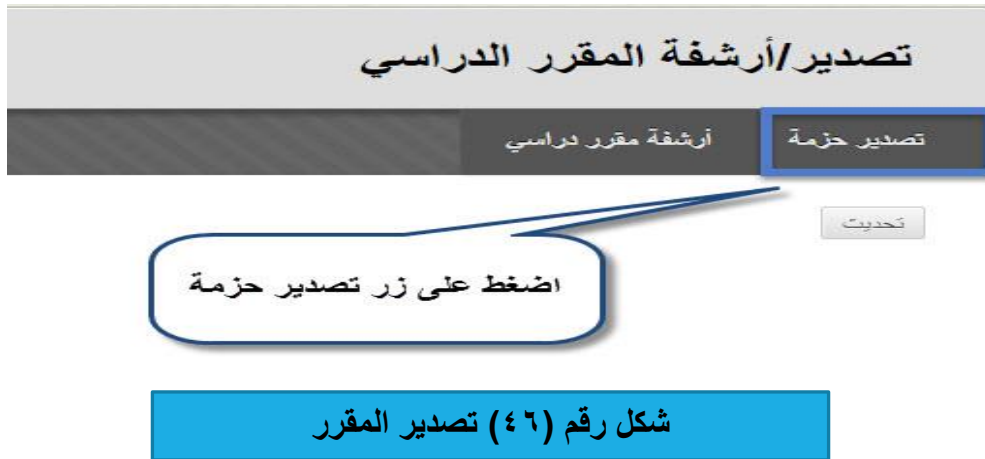 تصدير/أرشفة المقرر الدراسي
تصدير حزمة
أرشفة مقرر دراسي
تحديث
اضغط على زر تصدير حزمة
شكل رقم (٤٦) تصدير المقرر